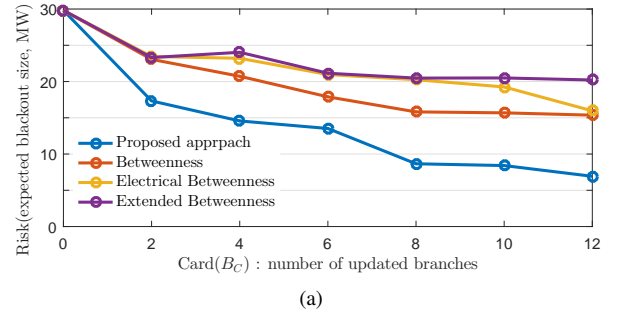 Risk(expected blackout size, MW)
30
20
10
0
Proposed apprpach
Betweenness
Electrical Betweenness
Extended Betweenness
0 2 4 6 8 10 12
Card(B_C) : number of updated branches
(a)